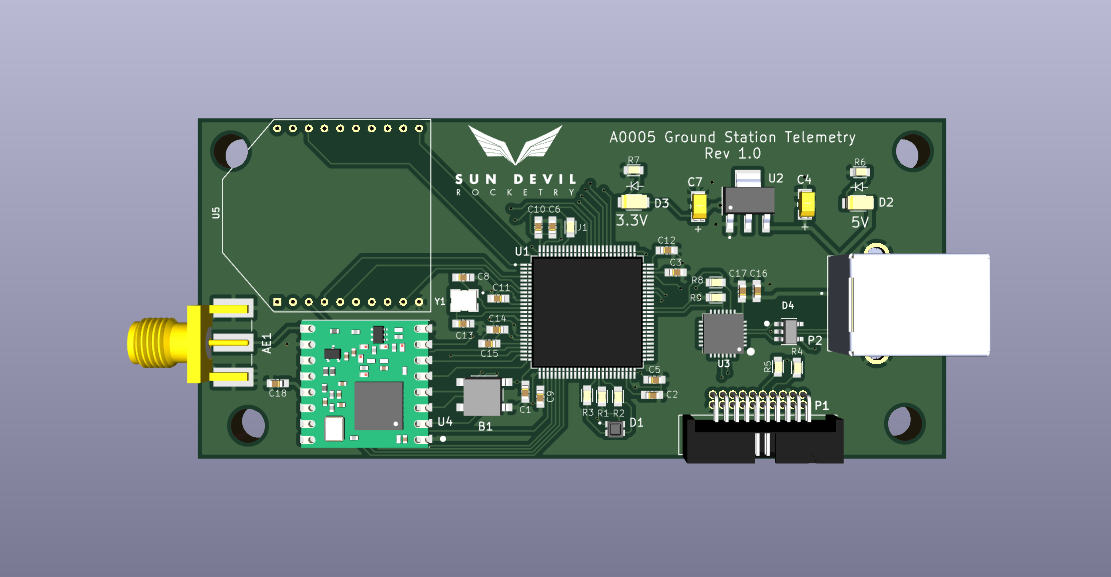 A0005 Ground Station Telemetry
Rev 1.0
SUN DEVIL
ROCKETRY
R7
D3
3.3V
C7
+
U2
C4
+
R6
D2
5V
U5
C10
C6
J1
U1
C12
C3
C8
Y1
C11
C13
C14
C15
R8
R9
C17
C16
D4
P2
U3
R5
R4
AE1
C18
U4
B1
C1
C9
C5
C2
R3
R1
R2
D1
P1